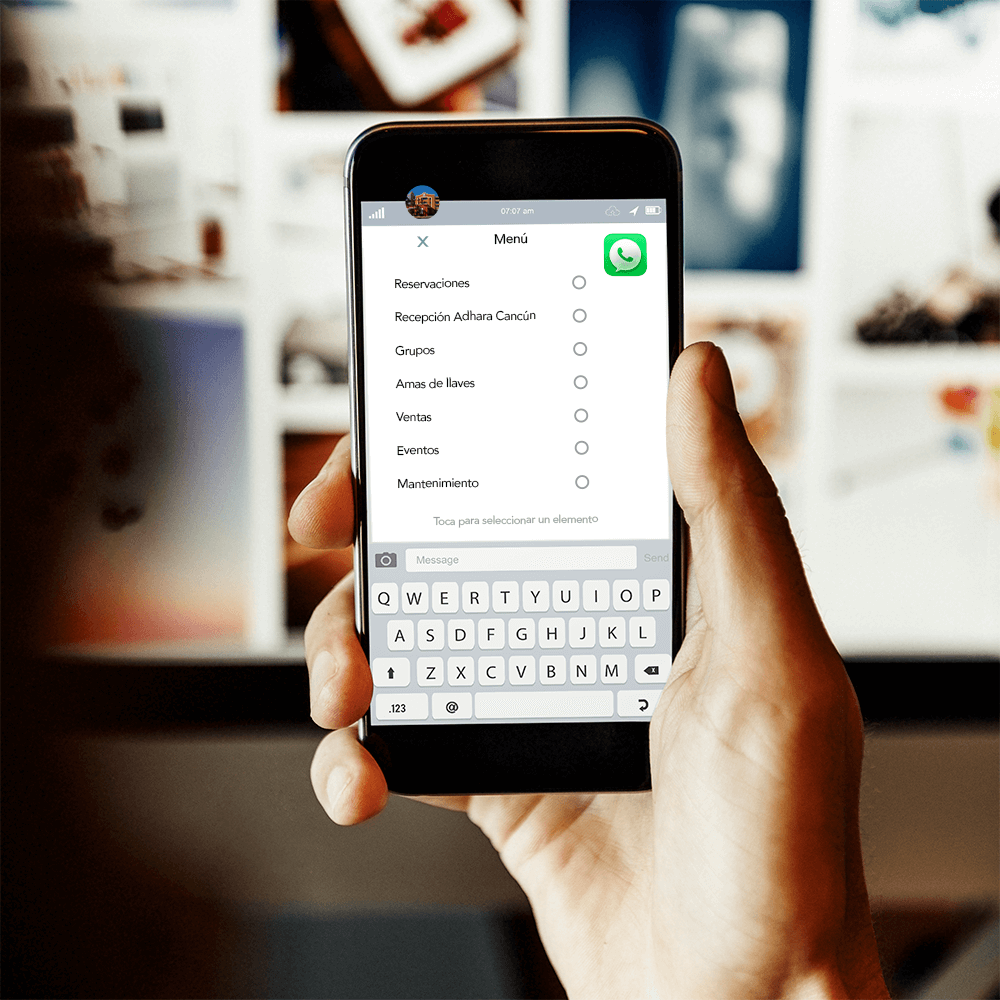 07:07 am
Menú
Reservaciones
Recepción Adhara Cancún
Grupos
Amas de llaves
Ventas
Eventos
Mantenimiento
Toca para seleccionar un elemento
Message Send
Q W E R T Y U I O P
A S D F G H J K L
Z X C V B N M
.123 @